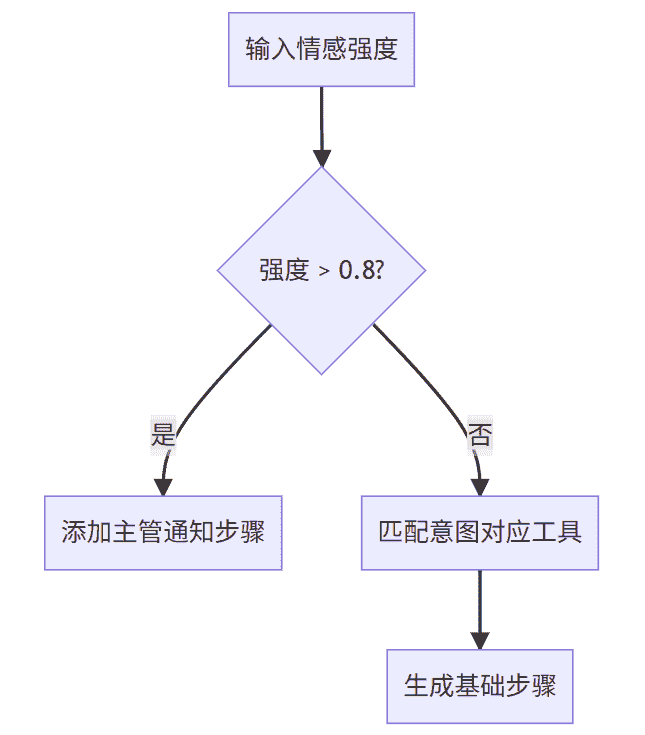 输入情感强度
强度 > 0.8?
是
否
添加主管通知步骤
匹配意图对应工具
生成基础步骤